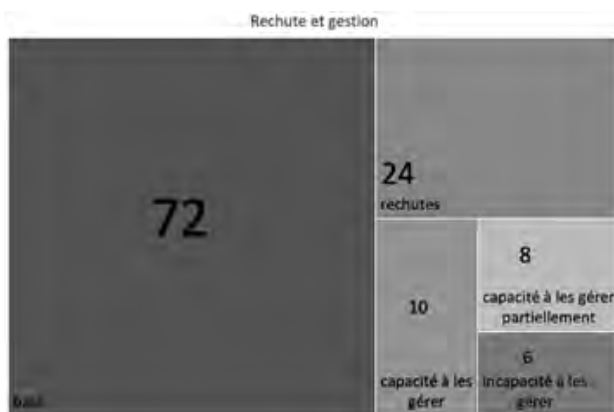 Rechute et gestion
72
24
rechutes
8
capacité à les gérer
partiellement
10
capacité à les
gérer
6
incapacité à les
gérer